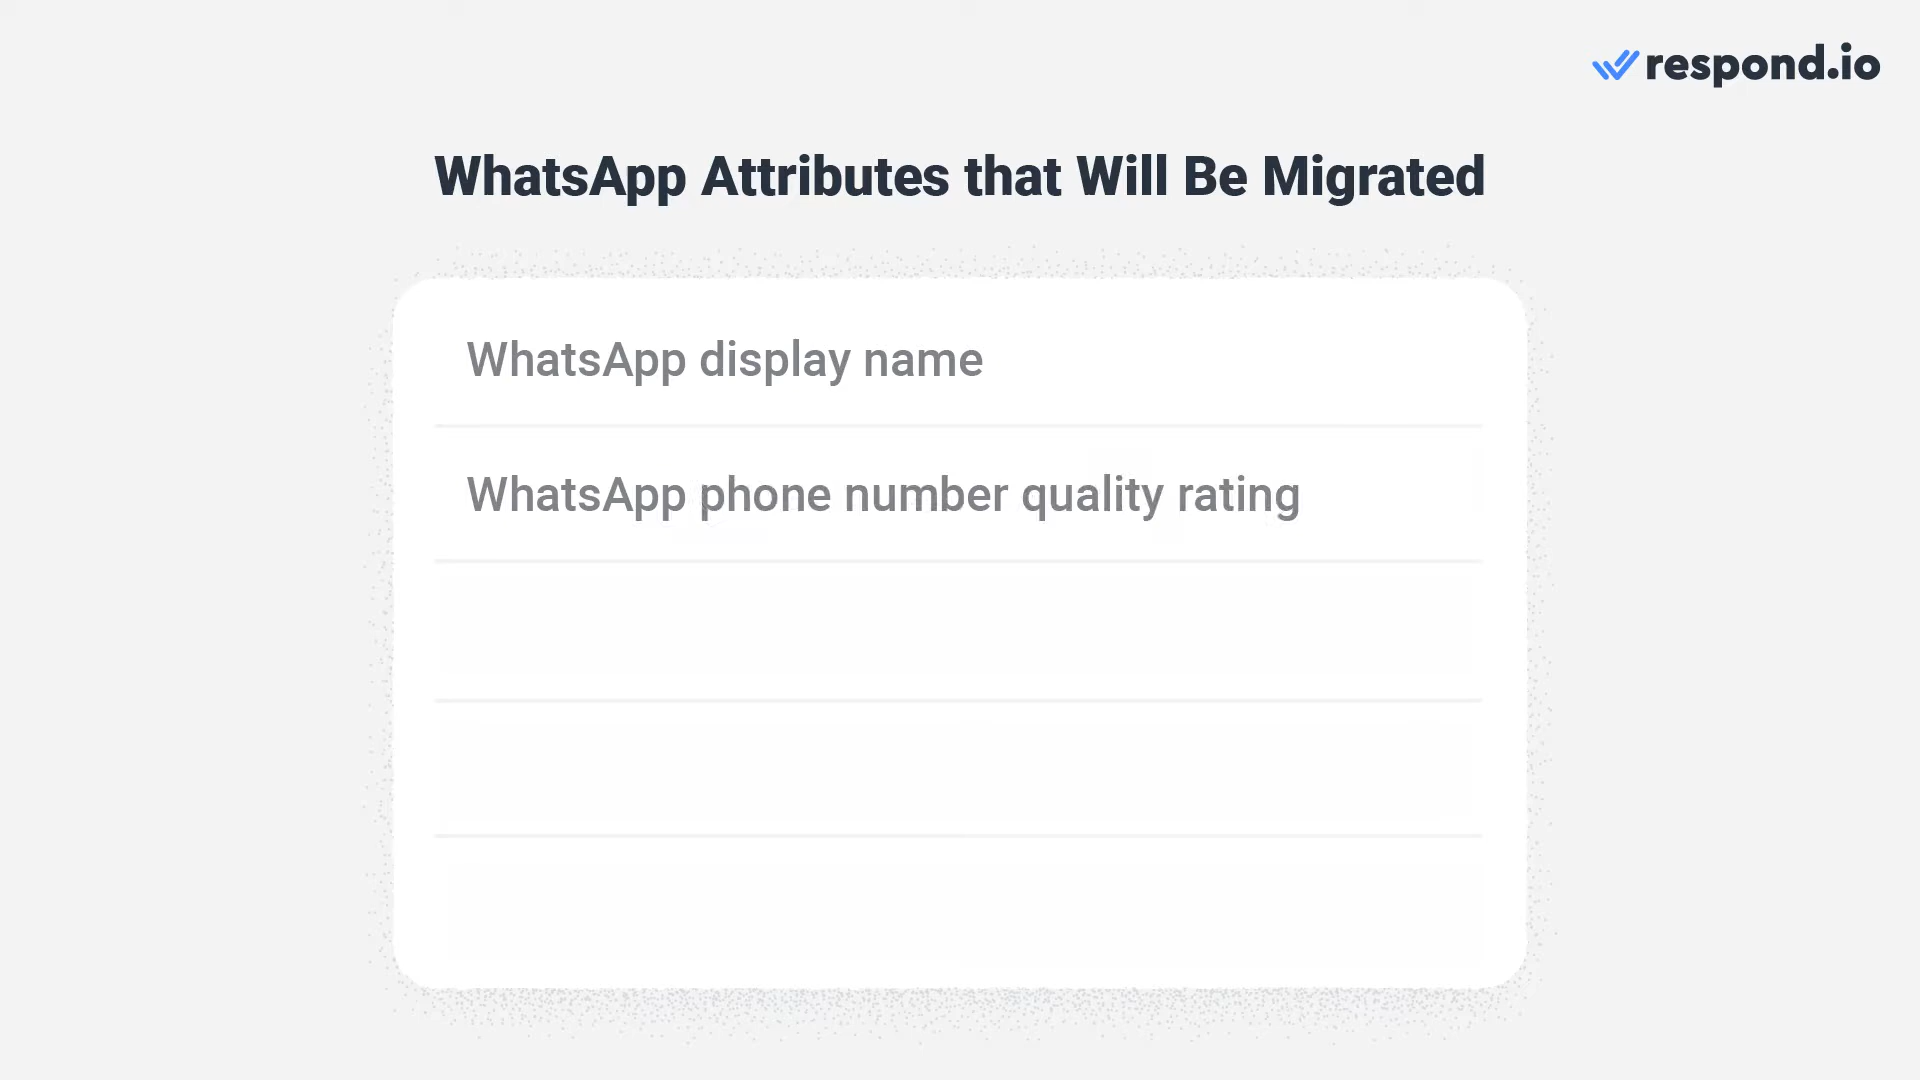 respond.io
WhatsApp Attributes that Will Be Migrated
WhatsApp display name
WhatsApp phone number quality rating